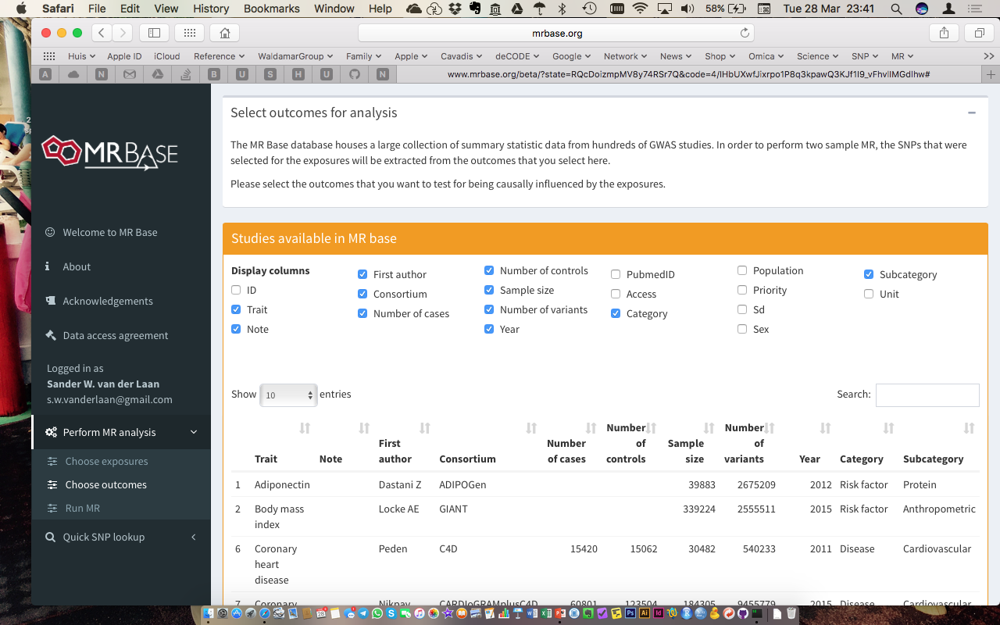 Safari File Edit View History Bookmarks Window Help 58% Tue 28 Mar 23:41
mrbase.org
Huis Apple ID iCloud Reference WaldamarGroup Family Apple Cavadis deCODE Google Network News Shop Omica Science SNP MR
A N B U S H U N www.mrbase.org/beta/?state=RQcDoizmpMV8y74RSr7Q&code=4/IHbUXwfJixrpo1P8q3kpawQ3KJf1I9_vFhvlIMGdIhw#
MRBASE
Welcome to MR Base
About
Acknowledgements
Data access agreement
Logged in as
Sander W. van der Laan
s.w.vanderlaan@gmail.com
Perform MR analysis
Choose exposures
Choose outcomes
Run MR
Quick SNP lookup
Select outcomes for analysis
The MR Base database houses a large collection of summary statistic data from hundreds of GWAS studies. In order to perform two sample MR, the SNPs that were
selected for the exposures will be extracted from the outcomes that you select here.
Please select the outcomes that you want to test for being causally influenced by the exposures.
Studies available in MR base
Display columns
ID
Trait
Note
First author
Consortium
Number of cases
Number of controls
Sample size
Number of variants
Year
PubmedID
Access
Category
Population
Priority
Sd
Sex
Subcategory
Unit
Show 10 entries Search:
Number Number
First Number of Sample of
Trait Note author Consortium of cases controls size variants Year Category Subcategory
1 Adiponectin Dastani Z ADIPOGen 39883 2675209 2012 Risk factor Protein
2 Body mass Locke AE GIANT 339224 2555511 2015 Risk factor Anthropometric
index
6 Coronary Peden C4D 15420 15062 30482 540233 2011 Disease Cardiovascular
heart
disease
7 Coronary Nikpay CARDIoGRAMplusC4D 60801 123504 184305 9455779 2015 Disease Cardiovascular